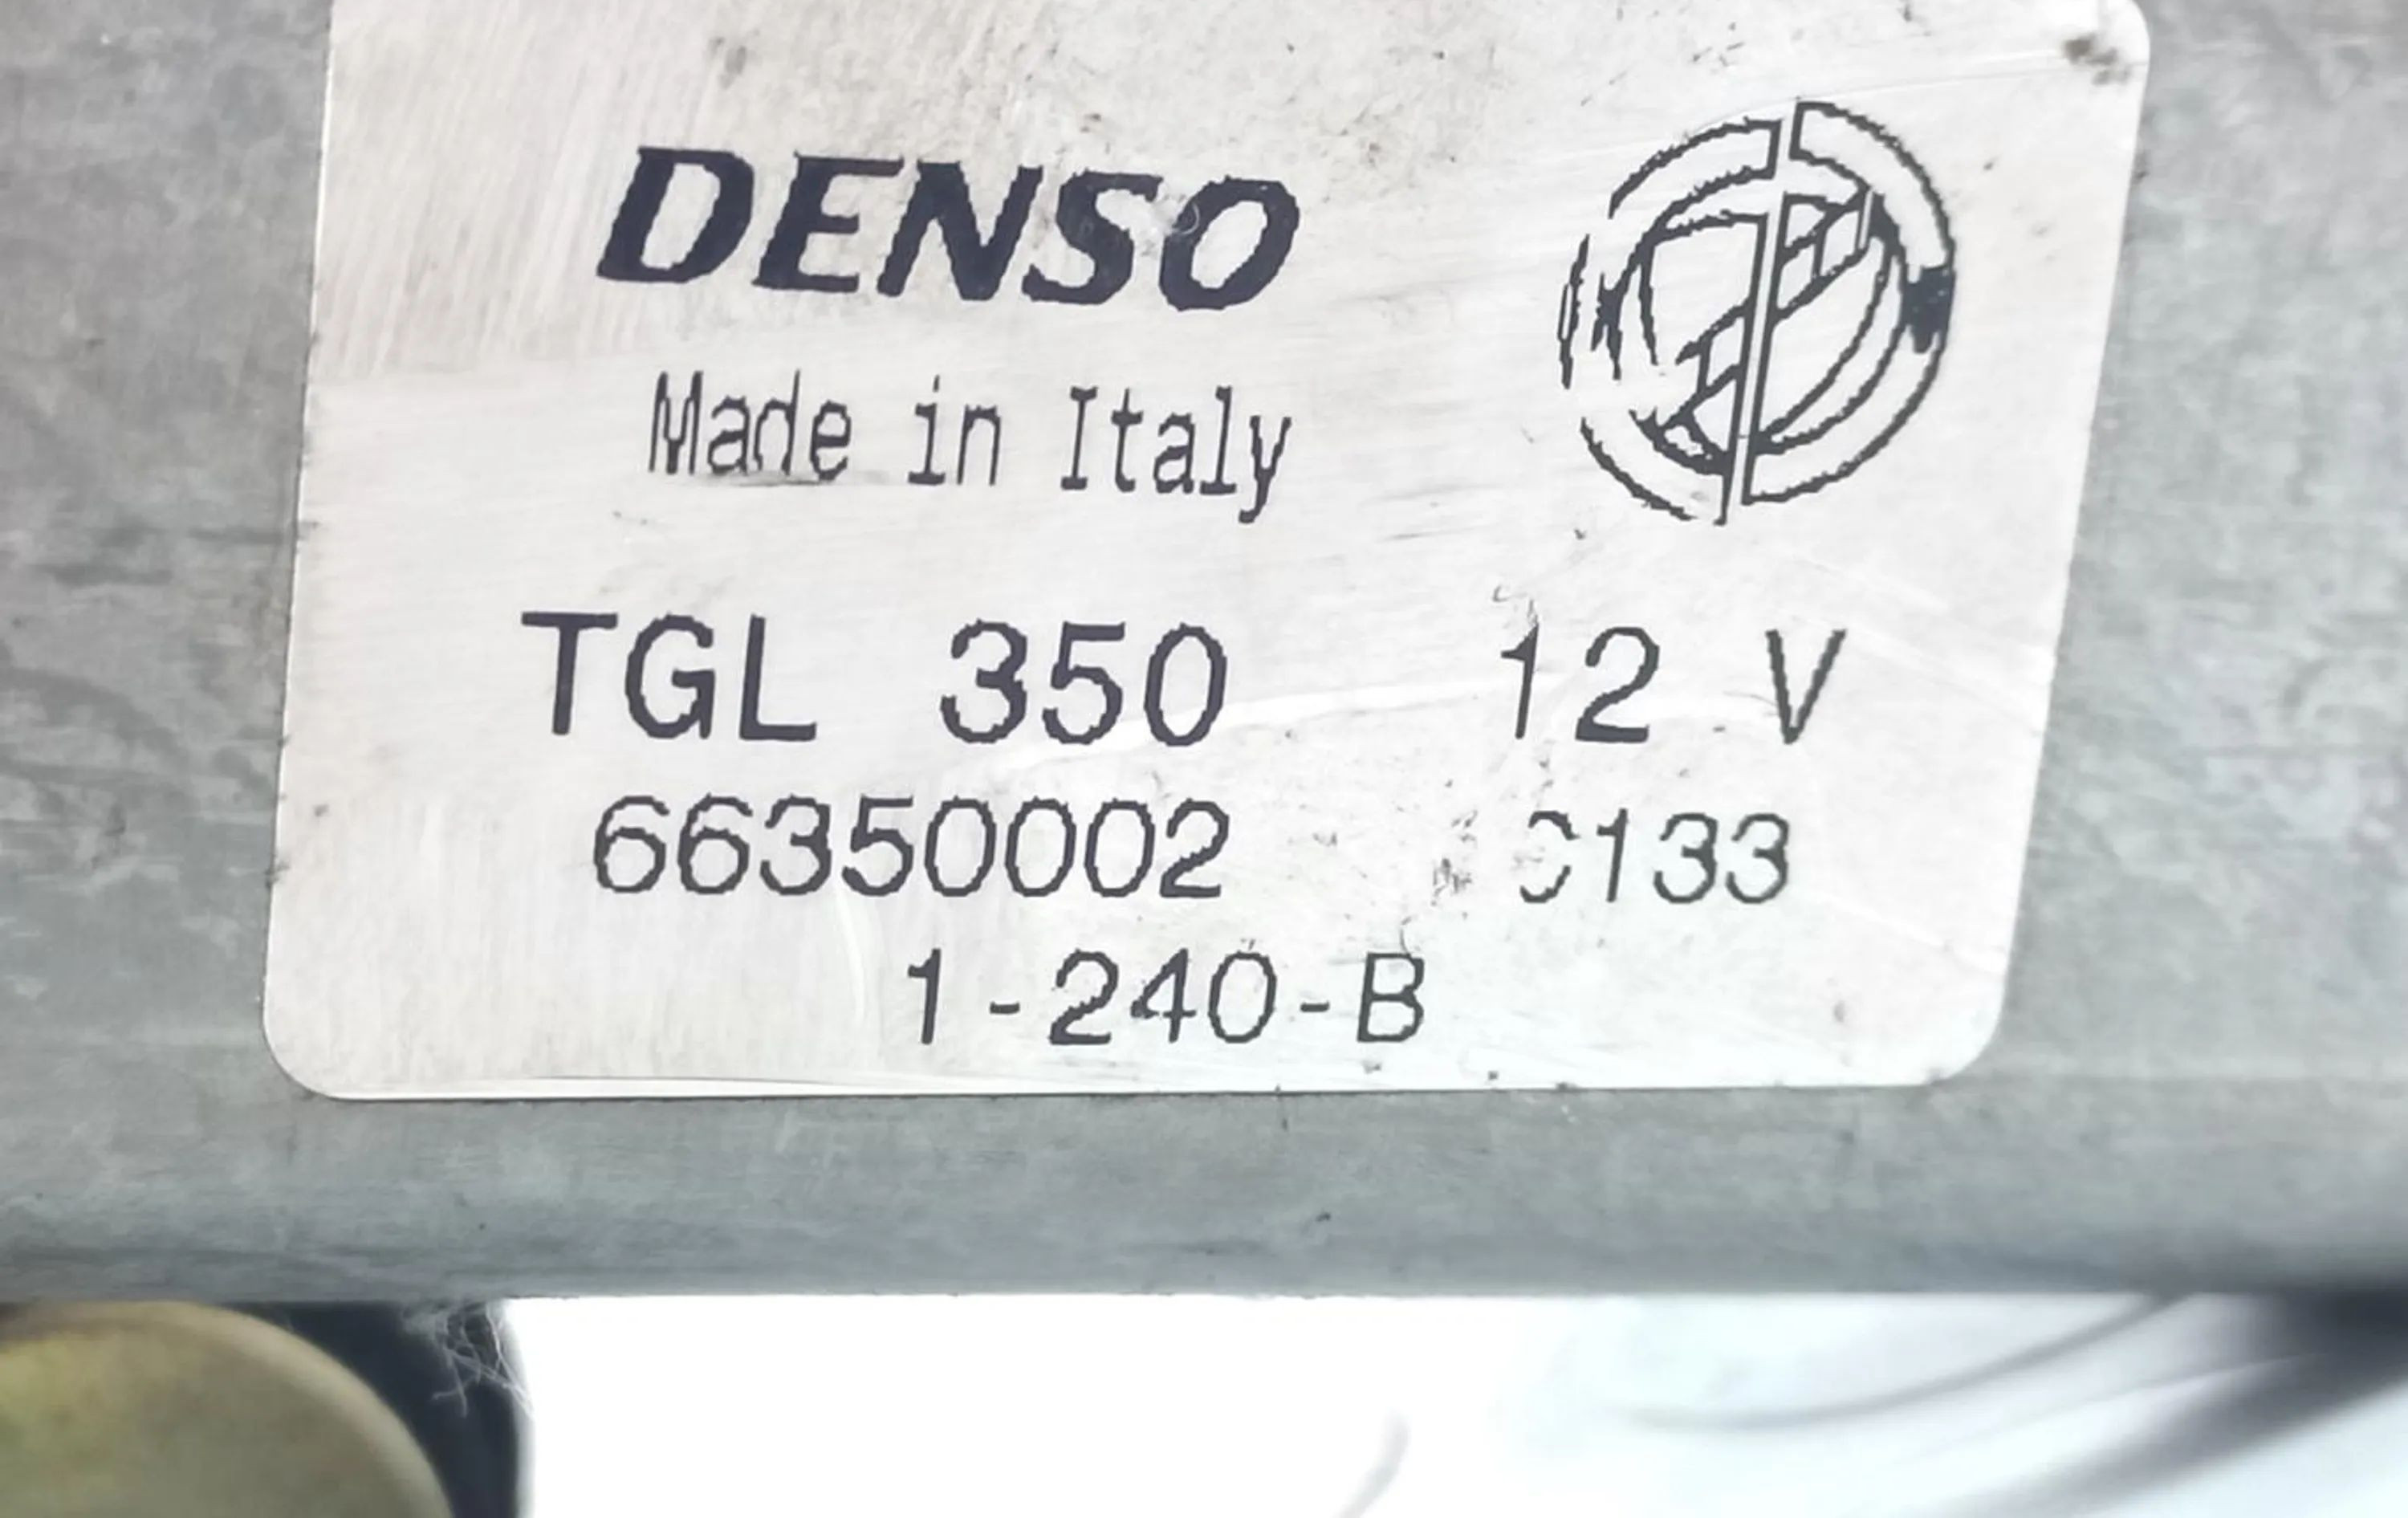 DENSO
Made in Italy
TGL 350 12 V
66350002
1-240-B